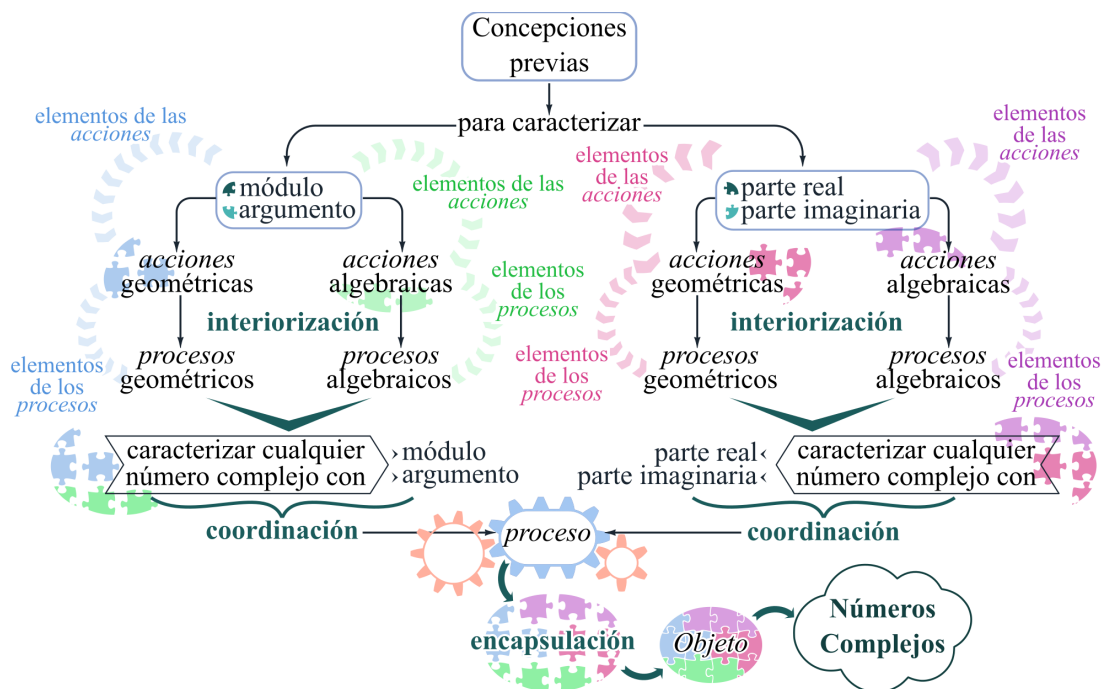 Concepciones
previas
para caracterizar
elementos de las
acciones
módulo
argumento
elementos de las
acciones
acciones
geométricas
acciones
algebraicas
interiorización
elementos
de los
procesos
elementos
de los
procesos
procesos
geométricos
procesos
algebraicos
caracterizar cualquier
número complejo con
módulo
argumento
coordinación
elementos
de las
acciones
parte real
parte imaginaria
elementos
de las
acciones
acciones
geométricas
acciones
algebraicas
interiorización
elementos
de los
procesos
procesos
geométricos
procesos
algebraicos
elementos
de los
procesos
parte real
parte imaginaria
caracterizar cualquier
número complejo con
coordinación
proceso
encapsulación
Objeto
Números
Complejos